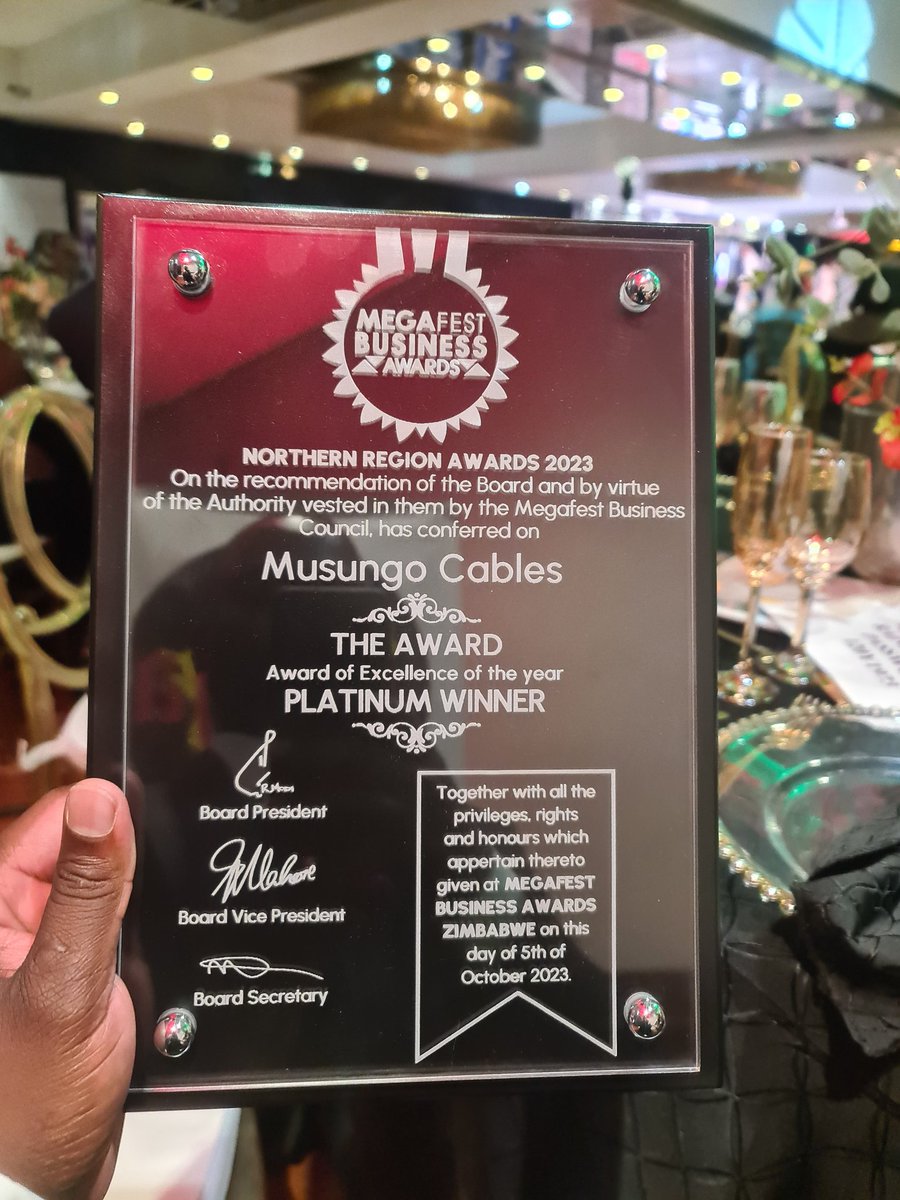 MEGAFEST
BUSINESS
AWARDS
NORTHERN REGION AWARDS 2023
On the recommendation of the Board and by virtue
of the Authority vested in them by the Megafest Business
Council, has conferred on
Musungo Cables
THE AWARD
Award of Excellence of the year
PLATINUM WINNER
Board President
Board Vice President
Board Secretary
Together with all the
privileges, rights
and honours which
appertain thereto
given at MEGAFEST
BUSINESS AWARDS
ZIMBABWE on this
day of 5th of
October 2023.